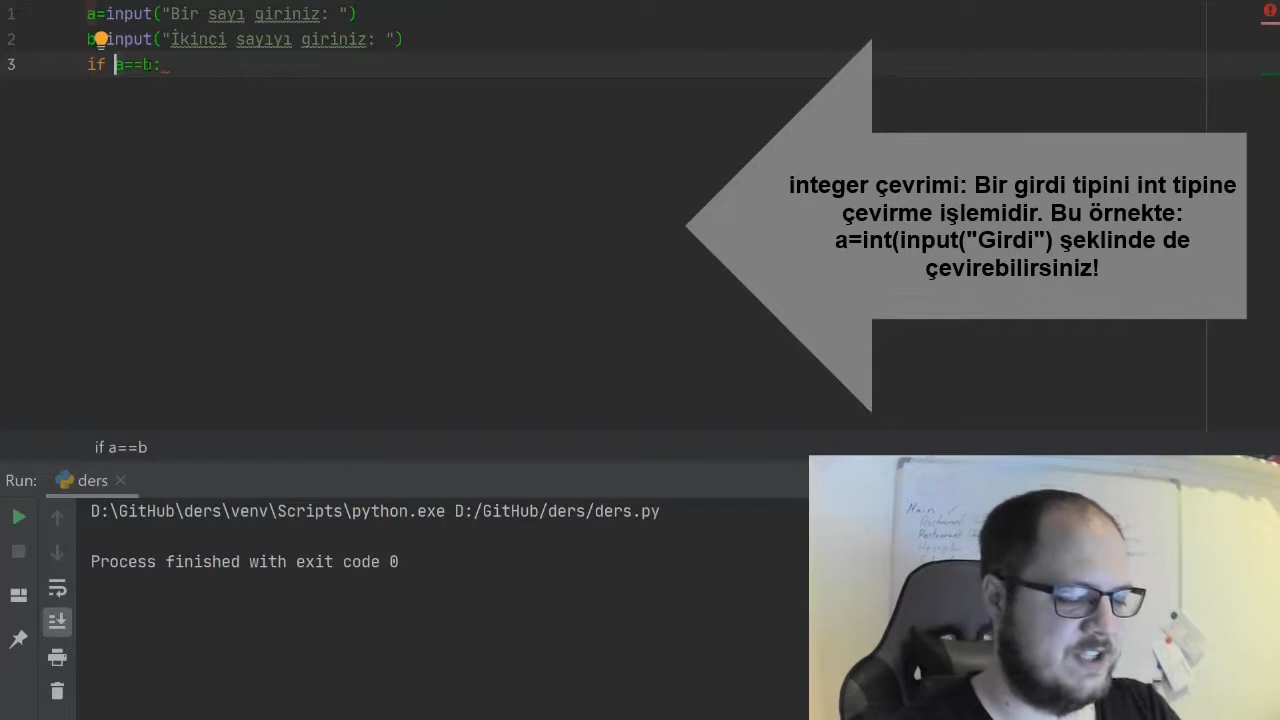 1 a=input("Bir sayı giriniz: ")
2 b=input("İkinci sayıyı giriniz: ")
3 if a==b:
integer çevrimi: Bir girdi tipini int tipine
çevirme işlemidir. Bu örnekte:
a=int(input("Girdi") şeklinde de
çevirebilirsiniz!
if a==b
Run: ders
D:\GitHub\ders\venv\Scripts\python.exe D:/GitHub/ders/ders.py
Process finished with exit code 0
Restaurant